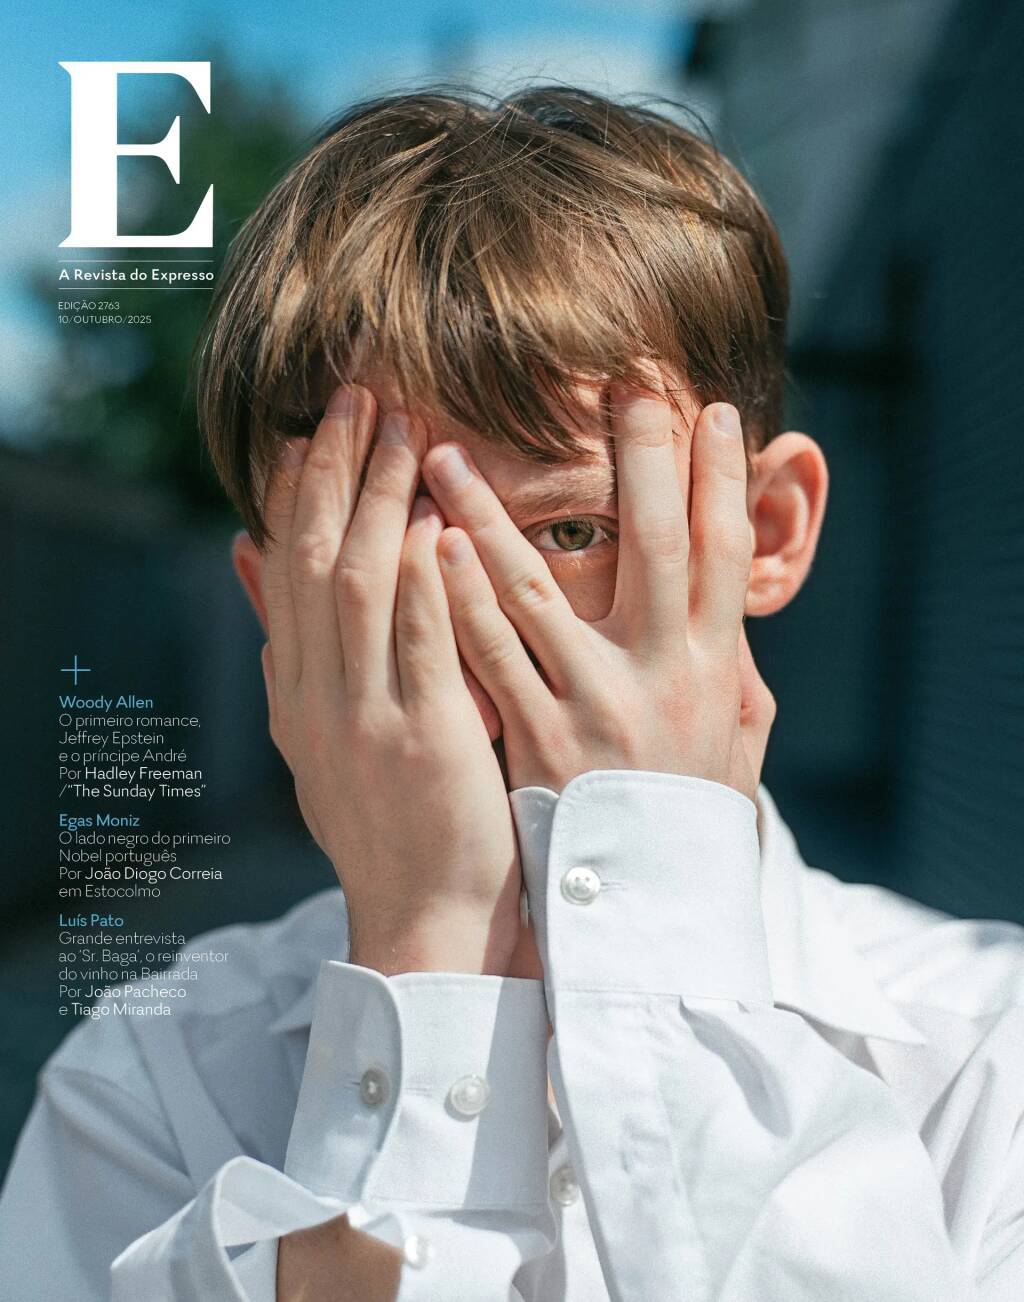 E
A Revista do Expresso
EDIÇÃO 2763
10/OUTUBRO/2025
+
Woody Allen
O primeiro romance,
Jeffrey Epstein
e o príncipe André
Por Hadley Freeman
/“The Sunday Times”
Egas Moniz
O lado negro do primeiro
Nobel português
Por João Diogo Correia
em Estocolmo
Luís Pato
Grande entrevista
ao ‘Sr. Baga’, o reinventor
do vinho na Bairrada
Por João Pacheco
e Tiago Miranda